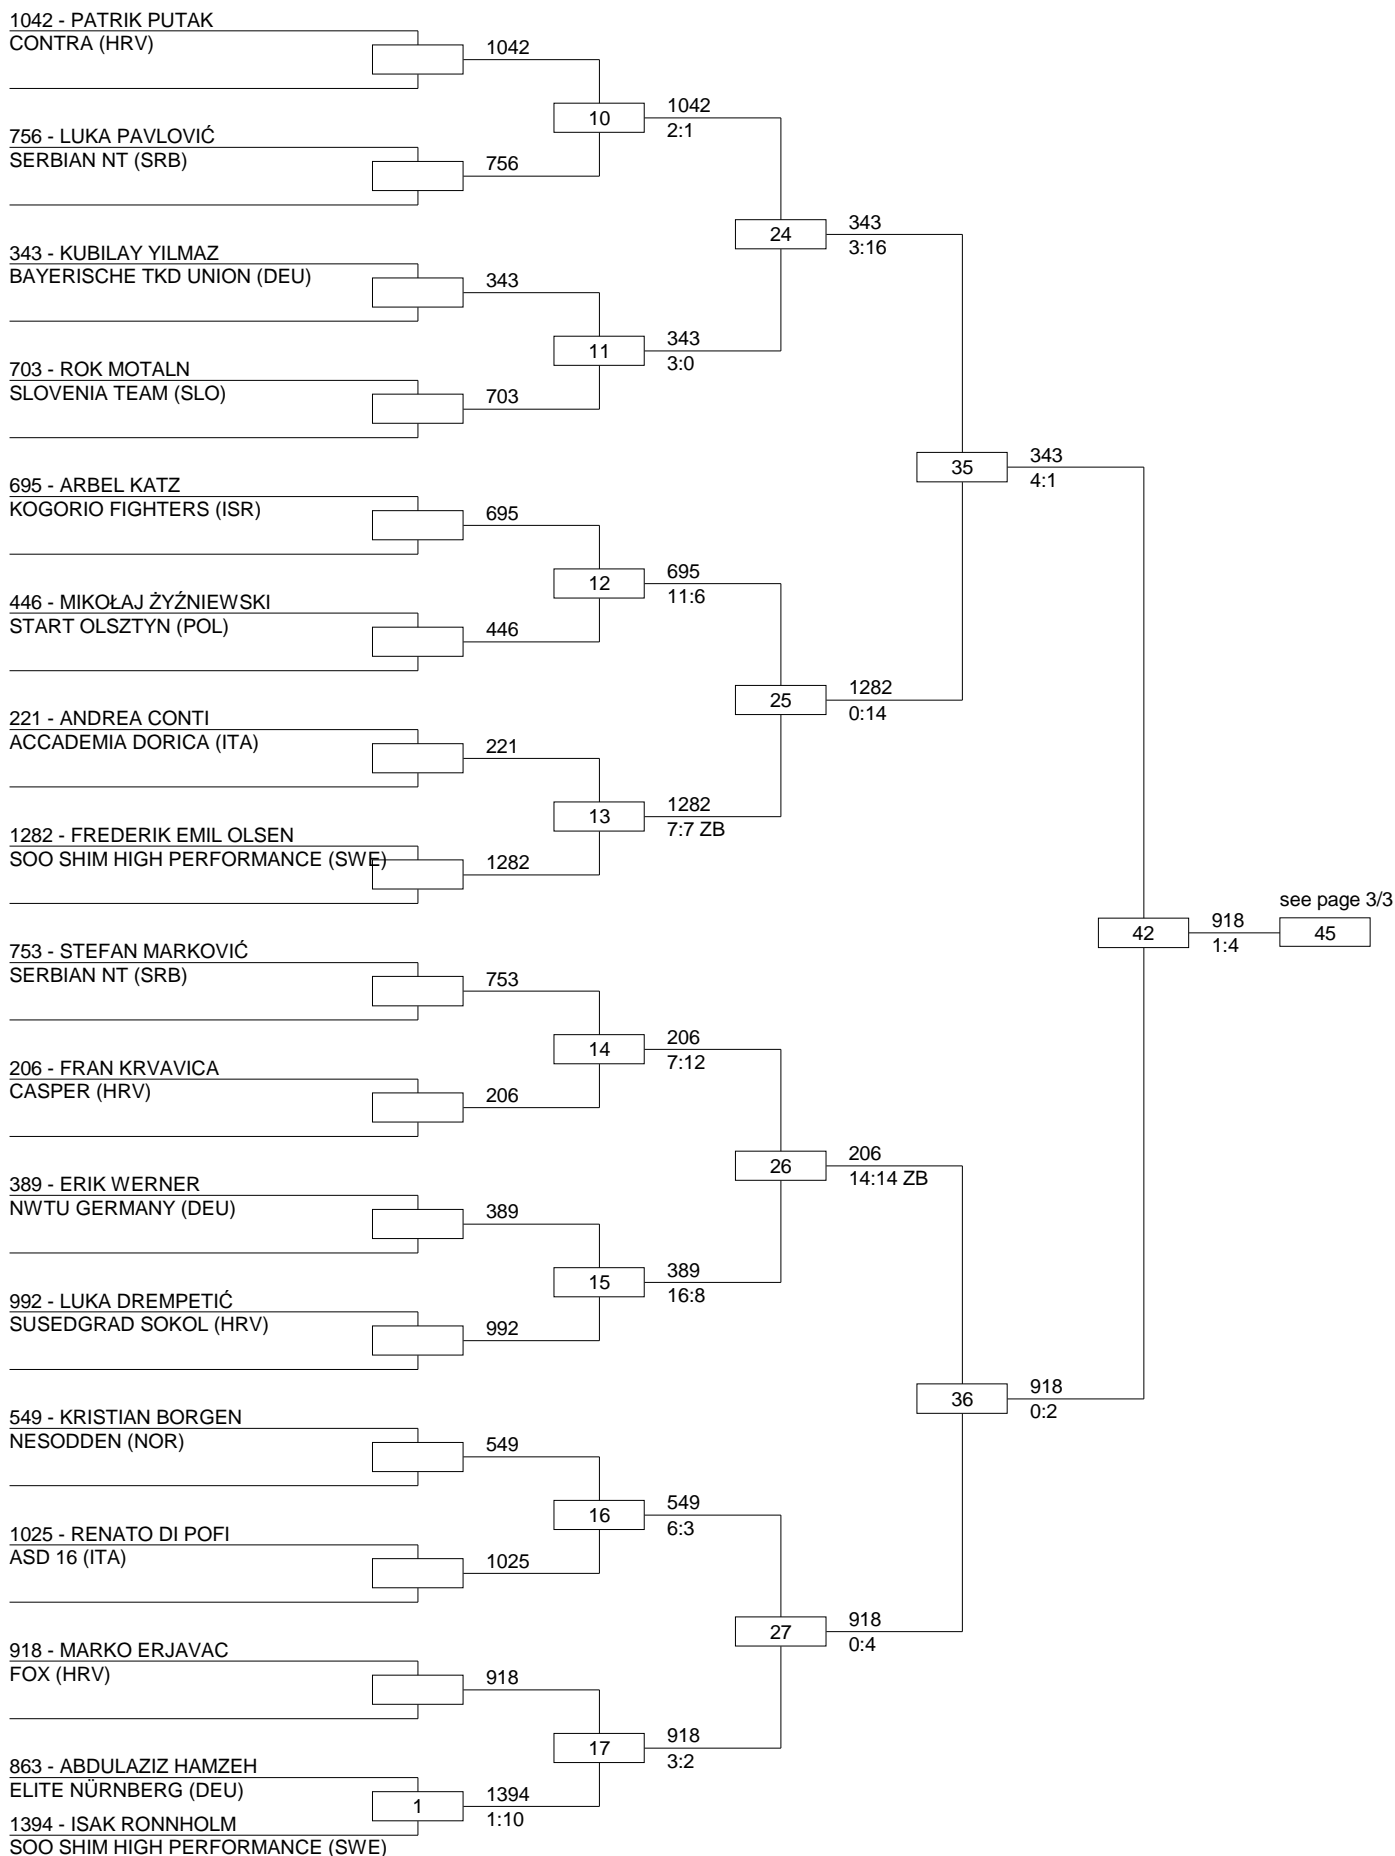 1042 - PATRIK PUTAK
CONTRA (HRV)
1042
10
1042
2:1
756 - LUKA PAVLOVIĆ
SERBIAN NT (SRB)
756
24
343
3:16
343 - KUBILAY YILMAZ
BAYERISCHE TKD UNION (DEU)
343
11
343
3:0
703 - ROK MOTALN
SLOVENIA TEAM (SLO)
703
35
343
4:1
695 - ARBEL KATZ
KOGORIO FIGHTERS (ISR)
695
12
695
11:6
446 - MIKOŁAJ ŻYŹNIEWSKI
START OLSZTYN (POL)
446
25
1282
0:14
221 - ANDREA CONTI
ACCADEMIA DORICA (ITA)
221
13
1282
7:7 ZB
1282 - FREDERIK EMIL OLSEN
SOO SHIM HIGH PERFORMANCE (SWE)
1282
see page 3/3
42
918
1:4
45
753 - STEFAN MARKOVIĆ
SERBIAN NT (SRB)
753
14
206
7:12
206 - FRAN KRVAVICA
CASPER (HRV)
206
26
206
14:14 ZB
389 - ERIK WERNER
NWTU GERMANY (DEU)
389
15
389
16:8
992 - LUKA DREMPETIĆ
SUSEDGRAD SOKOL (HRV)
992
36
918
0:2
549 - KRISTIAN BORGEN
NESODDEN (NOR)
549
16
549
6:3
1025 - RENATO DI POFI
ASD 16 (ITA)
1025
27
918
0:4
918 - MARKO ERJAVAC
FOX (HRV)
918
17
918
3:2
863 - ABDULAZIZ HAMZEH
ELITE NÜRNBERG (DEU)
1
1394
1:10
1394 - ISAK RONNHOLM
SOO SHIM HIGH PERFORMANCE (SWE)